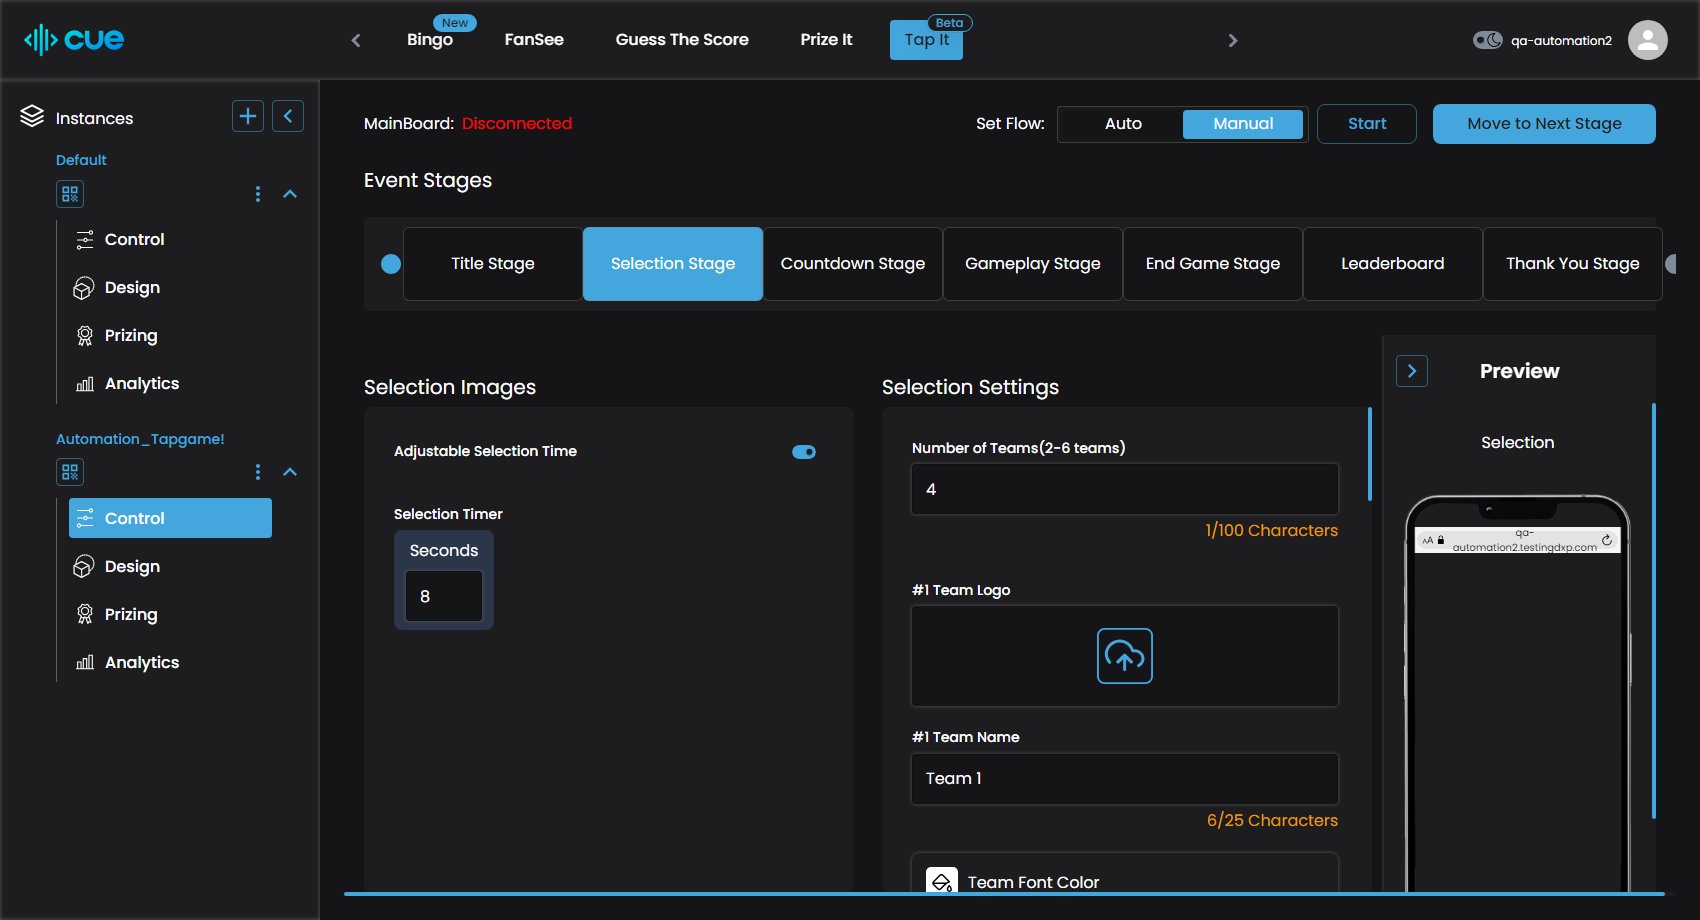 cue
New
Bingo
FanSee
Guess The Score
Prize It
Beta
Tap It
qa-automation2
Instances
Default
Control
Design
Prizing
Analytics
Automation_Tapgame!
Control
Design
Prizing
Analytics
MainBoard: Disconnected
Set Flow:
Auto
Manual
Start
Move to Next Stage
Event Stages
Title Stage
Selection Stage
Countdown Stage
Gameplay Stage
End Game Stage
Leaderboard
Thank You Stage
Selection Images
Adjustable Selection Time
Selection Timer
Seconds
8
Selection Settings
Number of Teams(2-6 teams)
4
1/100 Characters
#1 Team Logo
#1 Team Name
Team 1
6/25 Characters
Team Font Color
Preview
Selection
AA
qa-
automation2.testingdxp.com